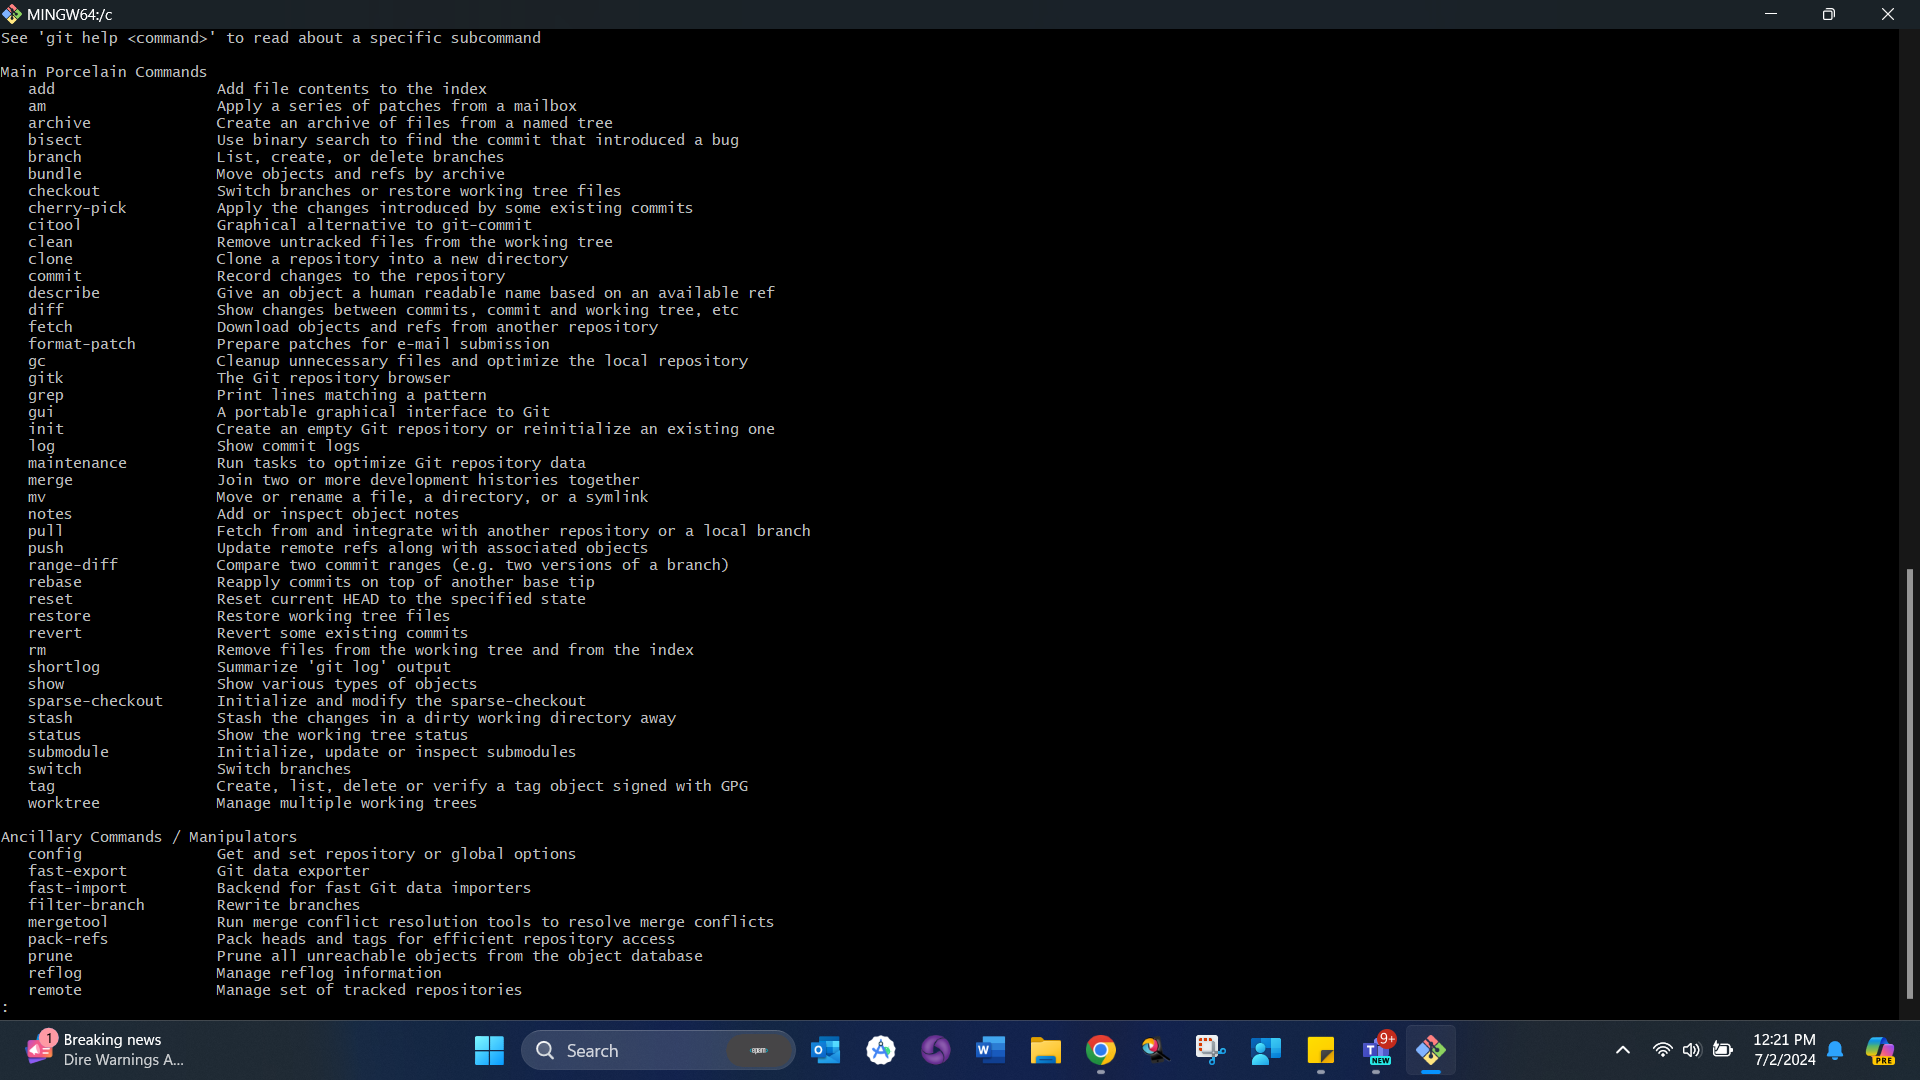 MINGW64:/c
See 'git help <command>' to read about a specific subcommand
Main Porcelain Commands
add Add file contents to the index
am Apply a series of patches from a mailbox
archive Create an archive of files from a named tree
bisect Use binary search to find the commit that introduced a bug
branch List, create, or delete branches
bundle Move objects and refs by archive
checkout Switch branches or restore working tree files
cherry-pick Apply the changes introduced by some existing commits
citool Graphical alternative to git-commit
clean Remove untracked files from the working tree
clone Clone a repository into a new directory
commit Record changes to the repository
describe Give an object a human readable name based on an available ref
diff Show changes between commits, commit and working tree, etc
fetch Download objects and refs from another repository
format-patch Prepare patches for e-mail submission
gc Cleanup unnecessary files and optimize the local repository
gitk The Git repository browser
grep Print lines matching a pattern
gui A portable graphical interface to Git
init Create an empty Git repository or reinitialize an existing one
log Show commit logs
maintenance Run tasks to optimize Git repository data
merge Join two or more development histories together
mv Move or rename a file, a directory, or a symlink
notes Add or inspect object notes
pull Fetch from and integrate with another repository or a local branch
push Update remote refs along with associated objects
range-diff Compare two commit ranges (e.g. two versions of a branch)
rebase Reapply commits on top of another base tip
reset Reset current HEAD to the specified state
restore Restore working tree files
revert Revert some existing commits
rm Remove files from the working tree and from the index
shortlog Summarize 'git log' output
show Show various types of objects
sparse-checkout Initialize and modify the sparse-checkout
stash Stash the changes in a dirty working directory away
status Show the working tree status
submodule Initialize, update or inspect submodules
switch Switch branches
tag Create, list, delete or verify a tag object signed with GPG
worktree Manage multiple working trees
Ancillary Commands / Manipulators
config Get and set repository or global options
fast-export Git data exporter
fast-import Backend for fast Git data importers
filter-branch Rewrite branches
mergetool Run merge conflict resolution tools to resolve merge conflicts
pack-refs Pack heads and tags for efficient repository access
prune Prune all unreachable objects from the object database
reflog Manage reflog information
remote Manage set of tracked repositories
:
1
Breaking news
Dire Warnings A...
Search
epam
9+
NEW
12:21 PM
7/2/2024
PRE